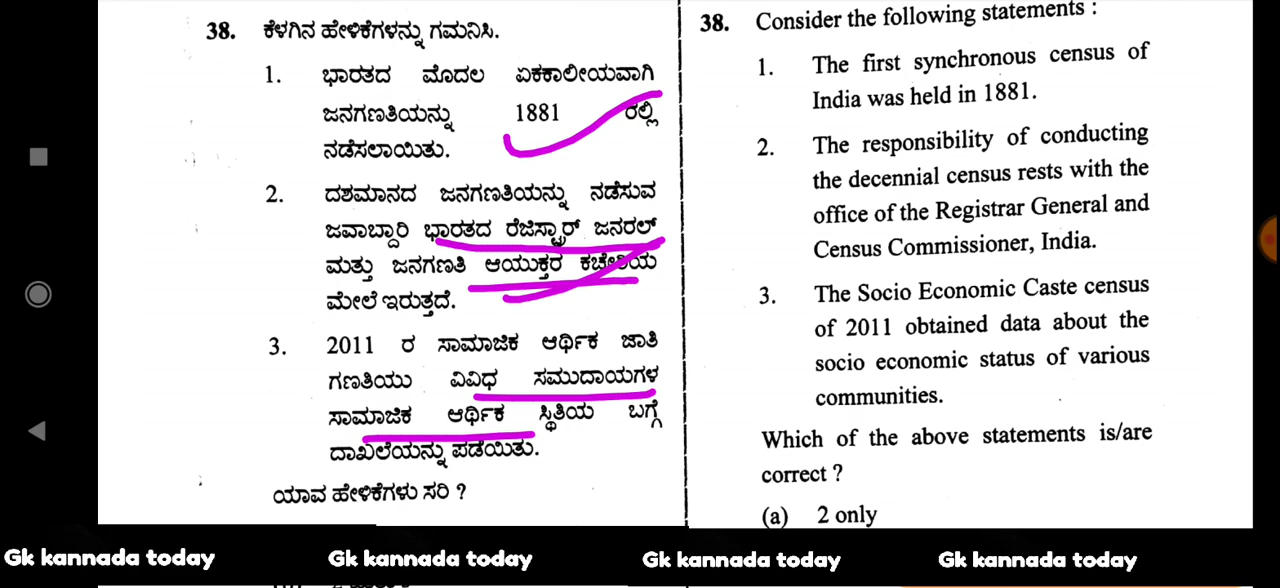 38. ಕೆಳಗಿನ ಹೇಳಿಕೆಗಳನ್ನು ಗಮನಿಸಿ.
1. ಭಾರತದ ಮೊದಲ ಏಕಕಾಲೀಯವಾಗಿ
ಜನಗಣತಿಯನ್ನು 1881 ರಲ್ಲಿ
ನಡೆಸಲಾಯಿತು.
2. ದಶಮಾನದ ಜನಗಣತಿಯನ್ನು ನಡೆಸುವ
ಜವಾಬ್ದಾರಿ ಭಾರತದ ರೆಜಿಸ್ಟ್ರಾರ್ ಜನರಲ್
ಮತ್ತು ಜನಗಣತಿ ಆಯುಕ್ತರ ಕಚೇರಿಯ
ಮೇಲೆ ಇರುತ್ತದೆ.
3. 2011 ರ ಸಾಮಾಜಿಕ ಆರ್ಥಿಕ ಜಾತಿ
ಗಣತಿಯು ವಿವಿಧ ಸಮುದಾಯಗಳ
ಸಾಮಾಜಿಕ ಆರ್ಥಿಕ ಸ್ಥಿತಿಯ ಬಗ್ಗೆ
ದಾಖಲೆಯನ್ನು ಪಡೆಯಿತು.
ಯಾವ ಹೇಳಿಕೆಗಳು ಸರಿ ?
38. Consider the following statements :
1. The first synchronous census of
India was held in 1881.
2. The responsibility of conducting
the decennial census rests with the
office of the Registrar General and
Census Commissioner, India.
3. The Socio Economic Caste census
of 2011 obtained data about the
socio economic status of various
communities.
Which of the above statements is/are
correct ?
(a) 2 only
Gk kannada today Gk kannada today Gk kannada today Gk kannada today